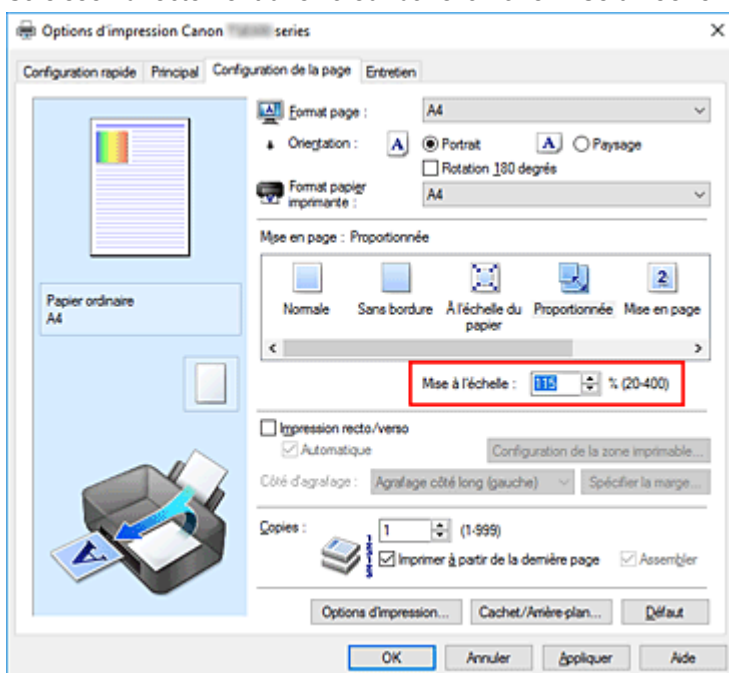 Options d'impression Canon series
Configuration rapide Principal Configuration de la page Entretien
Format page : A4
Orientation : A Portrait A Paysage
Rotation 180 degrés
Format papier imprimante : A4
Mise en page : Proportionnée
Normale Sans bordure À l'échelle du papier Proportionnée 2 Mise en page
Papier ordinaire
A4
Mise à l'échelle : 115 % (20-400)
Impression recto/verso
Automatique Configuration de la zone imprimable...
Côté d'agrafage : Agrafage côté long (gauche) Spécifier la marge...
Copies : 1 (1-999)
Imprimer à partir de la dernière page Assembler
Options d'impression... Cachet/Arrière-plan... Défaut
OK Annuler Appliquer Aide